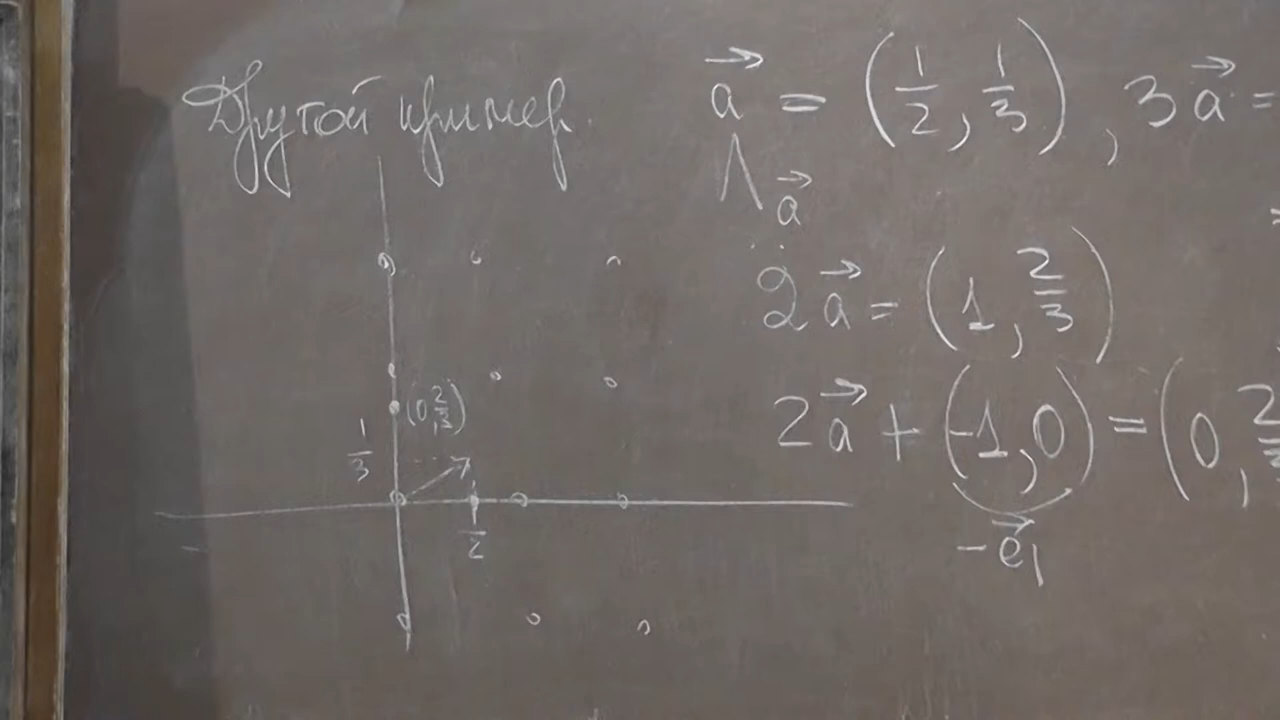 Другой пример.
a⃗ = (1/2, 1/3), 3a⃗ =
Λ_a⃗
2a⃗ = (1, 2/3)
(0, 2/3)
1/3
2a⃗ + (-1, 0) = (0, 2/3
1/2
-e⃗₁